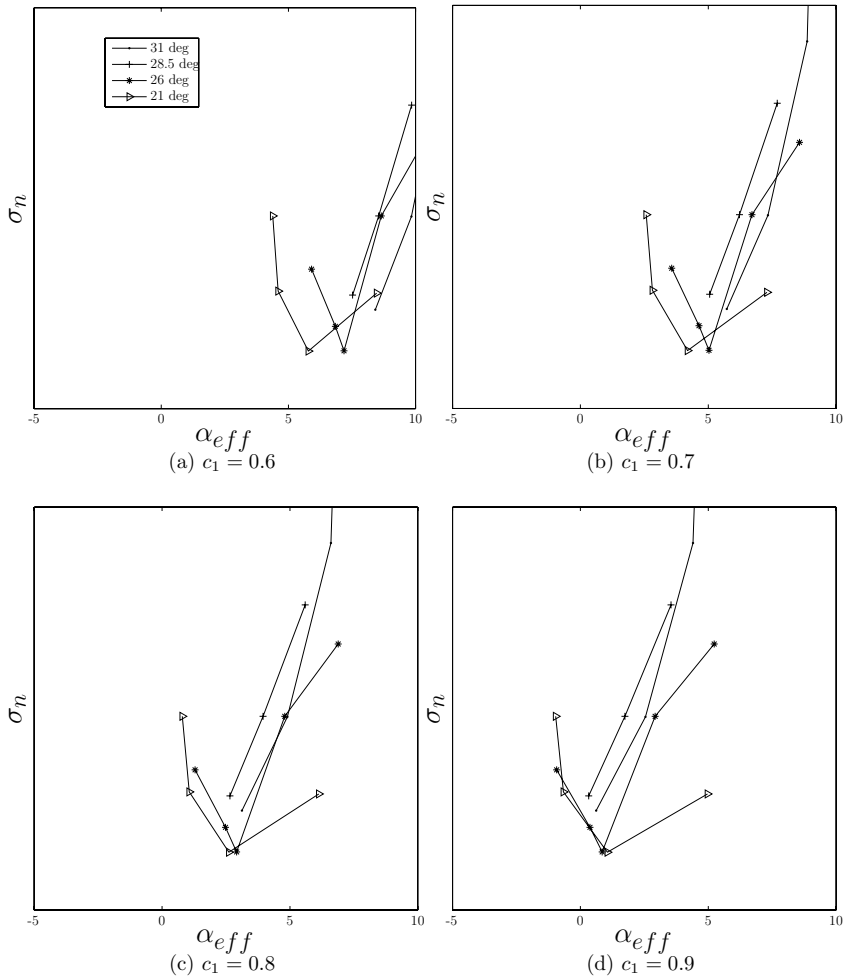 31 deg
28.5 deg
26 deg
21 deg
σn
-5 0 5 10
αeff
(a) c1 = 0.6
σn
-5 0 5 10
αeff
(b) c1 = 0.7
σn
-5 0 5 10
αeff
(c) c1 = 0.8
σn
-5 0 5 10
αeff
(d) c1 = 0.9